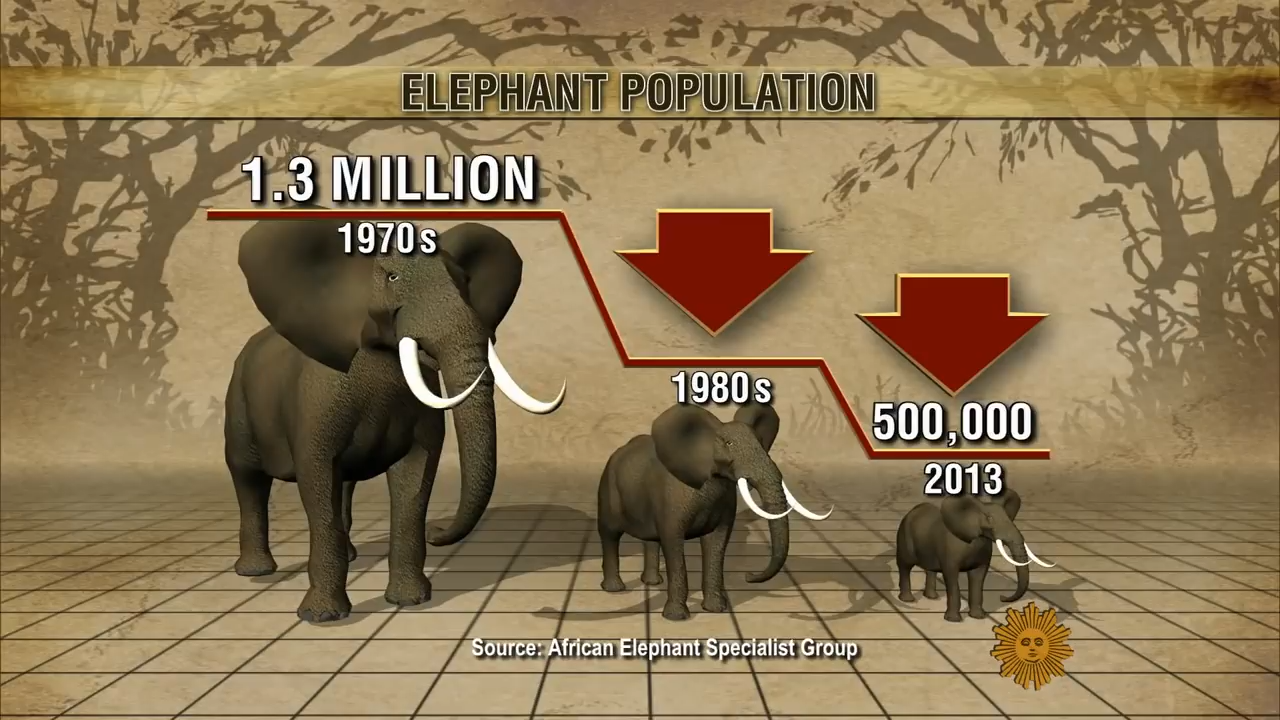 ELEPHANT POPULATION
1.3 MILLION
1970s
1980s
500,000
2013
Source: African Elephant Specialist Group